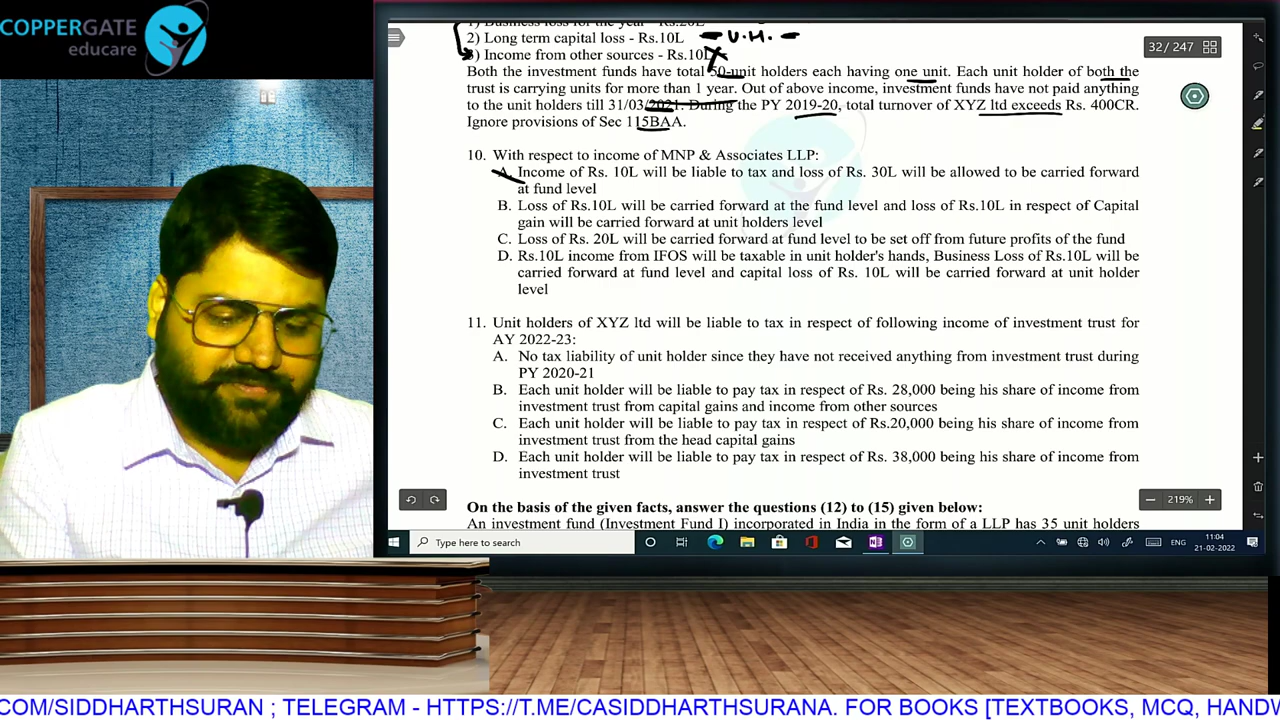 COPPERGATE
educare
1) Business loss for the year - Rs.20L
2) Long term capital loss - Rs.10L - U.H. -
3) Income from other sources - Rs.10L
Both the investment funds have total 50-unit holders each having one unit. Each unit holder of both the
trust is carrying units for more than 1 year. Out of above income, investment funds have not paid anything
to the unit holders till 31/03/2021. During the PY 2019-20, total turnover of XYZ ltd exceeds Rs. 400CR.
Ignore provisions of Sec 115BAA.
32/247
10. With respect to income of MNP & Associates LLP:
A. Income of Rs. 10L will be liable to tax and loss of Rs. 30L will be allowed to be carried forward
at fund level
B. Loss of Rs.10L will be carried forward at the fund level and loss of Rs.10L in respect of Capital
gain will be carried forward at unit holders level
C. Loss of Rs. 20L will be carried forward at fund level to be set off from future profits of the fund
D. Rs.10L income from IFOS will be taxable in unit holder's hands, Business Loss of Rs.10L will be
carried forward at fund level and capital loss of Rs. 10L will be carried forward at unit holder
level
11. Unit holders of XYZ ltd will be liable to tax in respect of following income of investment trust for
AY 2022-23:
A. No tax liability of unit holder since they have not received anything from investment trust during
PY 2020-21
B. Each unit holder will be liable to pay tax in respect of Rs. 28,000 being his share of income from
investment trust from capital gains and income from other sources
C. Each unit holder will be liable to pay tax in respect of Rs.20,000 being his share of income from
investment trust from the head capital gains
D. Each unit holder will be liable to pay tax in respect of Rs. 38,000 being his share of income from
investment trust
219%
On the basis of the given facts, answer the questions (12) to (15) given below:
An investment fund (Investment Fund I) incorporated in India in the form of a LLP has 35 unit holders
Type here to search
ENG
11:04
21-02-2022
COM/SIDDHARTHSURAN ; TELEGRAM - HTTPS://T.ME/CASIDDHARTHSURANA. FOR BOOKS [TEXTBOOKS, MCQ, HANDW